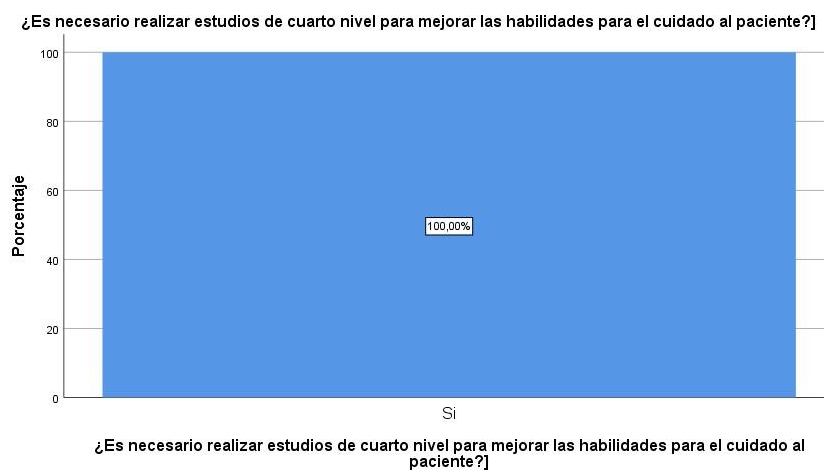 ¿Es necesario realizar estudios de cuarto nivel para mejorar las habilidades para el cuidado al paciente?]
100
80
60
40
20
0
Porcentaje
100,00%
Si
¿Es necesario realizar estudios de cuarto nivel para mejorar las habilidades para el cuidado al
paciente?]